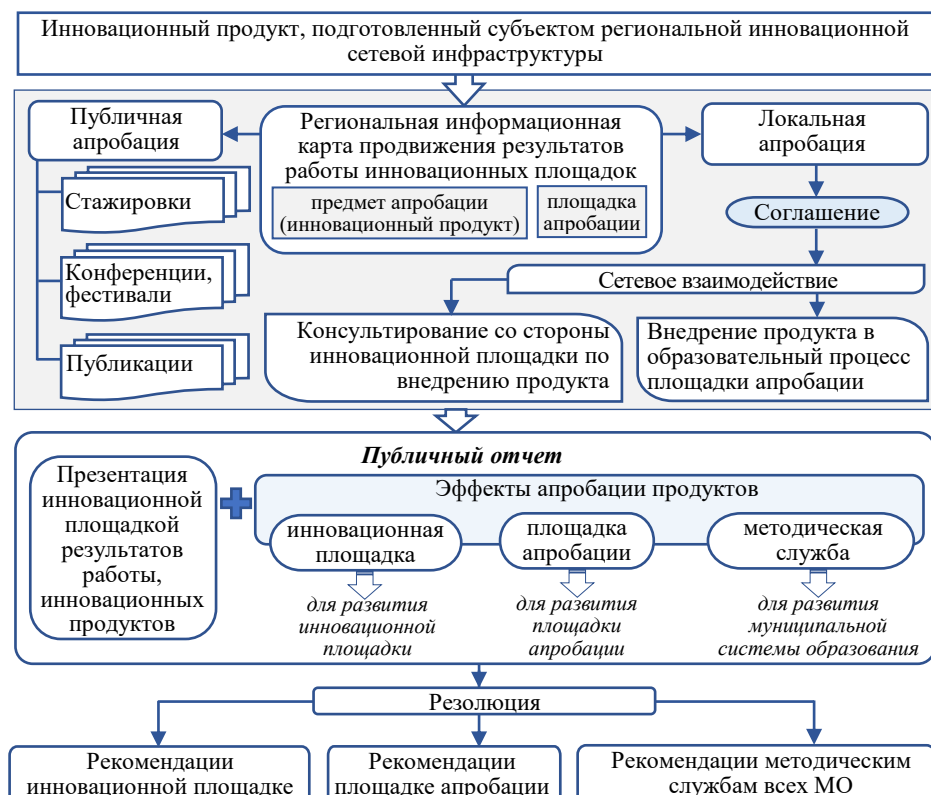 Инновационный продукт, подготовленный субъектом региональной инновационной
сетевой инфраструктуры
Публичная
апробация
Стажировки
Конференции,
фестивали
Публикации
Региональная информационная
карта продвижения результатов
работы инновационных площадок
предмет апробации
(инновационный продукт)
площадка
апробации
Локальная
апробация
Соглашение
Сетевое взаимодействие
Консультирование со стороны
инновационной площадки по
внедрению продукта
Внедрение продукта в
образовательный процесс
площадки апробации
Публичный отчет
Презентация
инновационной
площадкой
результатов
работы,
инновационных
продуктов
Эффекты апробации продуктов
инновационная
площадка
для развития
инновационной
площадки
площадка
апробации
для развития
площадки
апробации
методическая
служба
для развития
муниципальной
системы образования
Резолюция
Рекомендации
инновационной площадке
Рекомендации
площадке апробации
Рекомендации методическим
службам всех МО